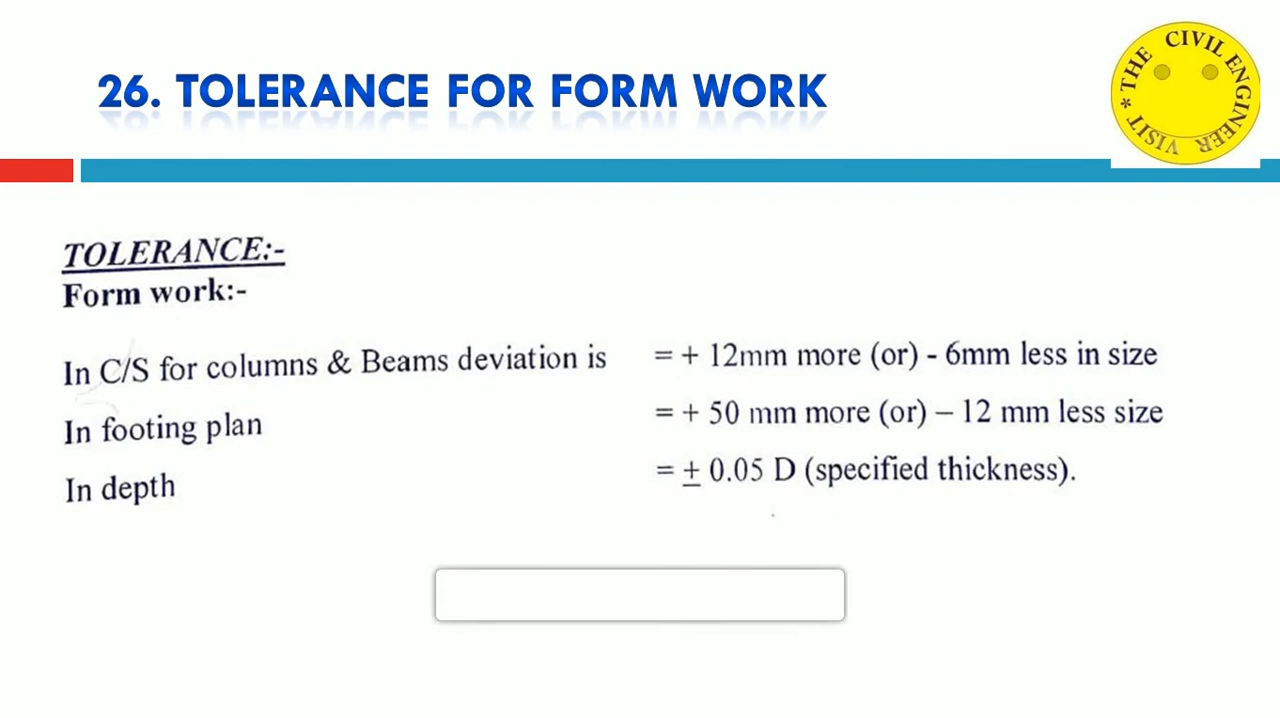 26. TOLERANCE FOR FORM WORK
* THE CIVIL ENGINEER VISIT
TOLERANCE:-
Form work:-
In C/S for columns & Beams deviation is = + 12mm more (or) - 6mm less in size
In footing plan = + 50 mm more (or) – 12 mm less size
In depth = ± 0.05 D (specified thickness).